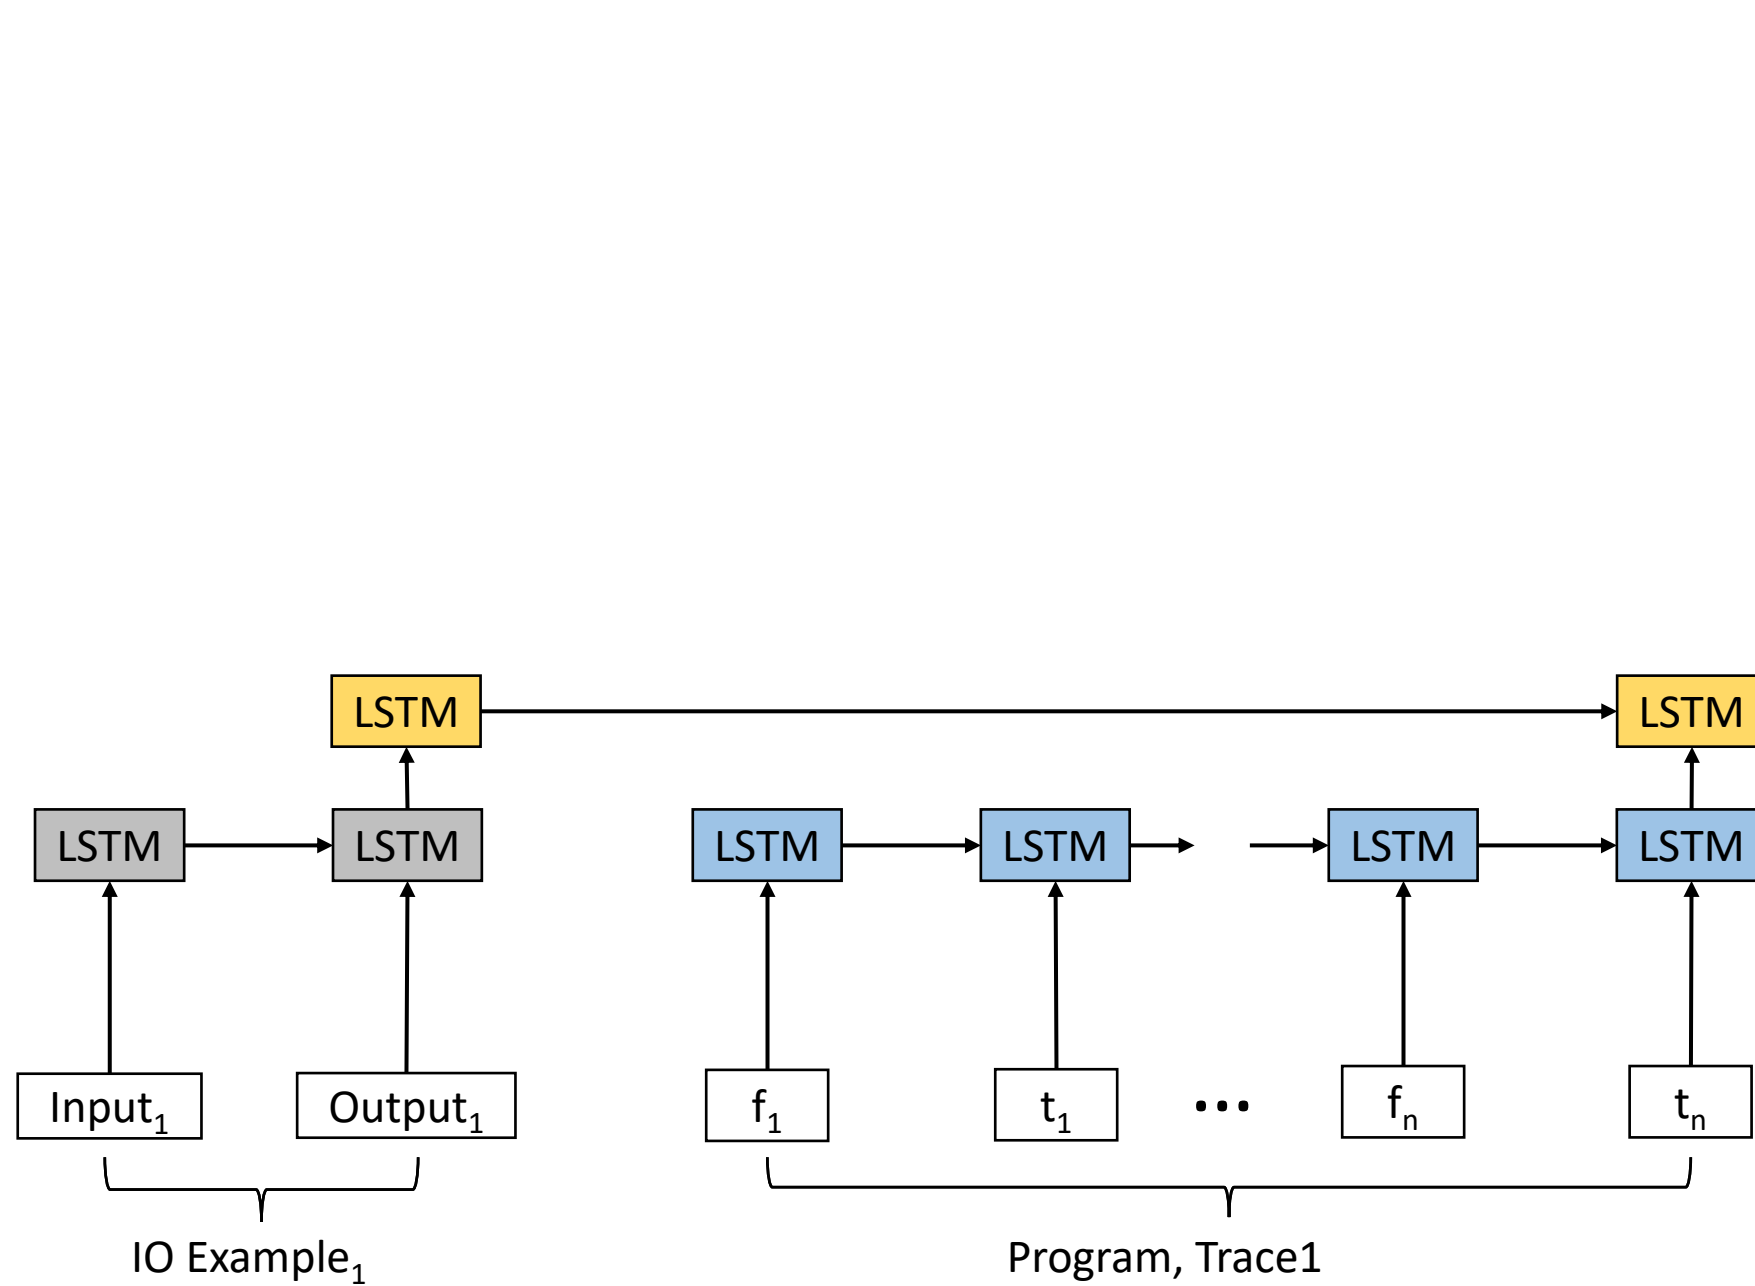 LSTM LSTM
LSTM LSTM LSTM LSTM LSTM LSTM
Input₁ Output₁ f₁ t₁ ... fₙ tₙ
IO Example₁ Program, Trace1